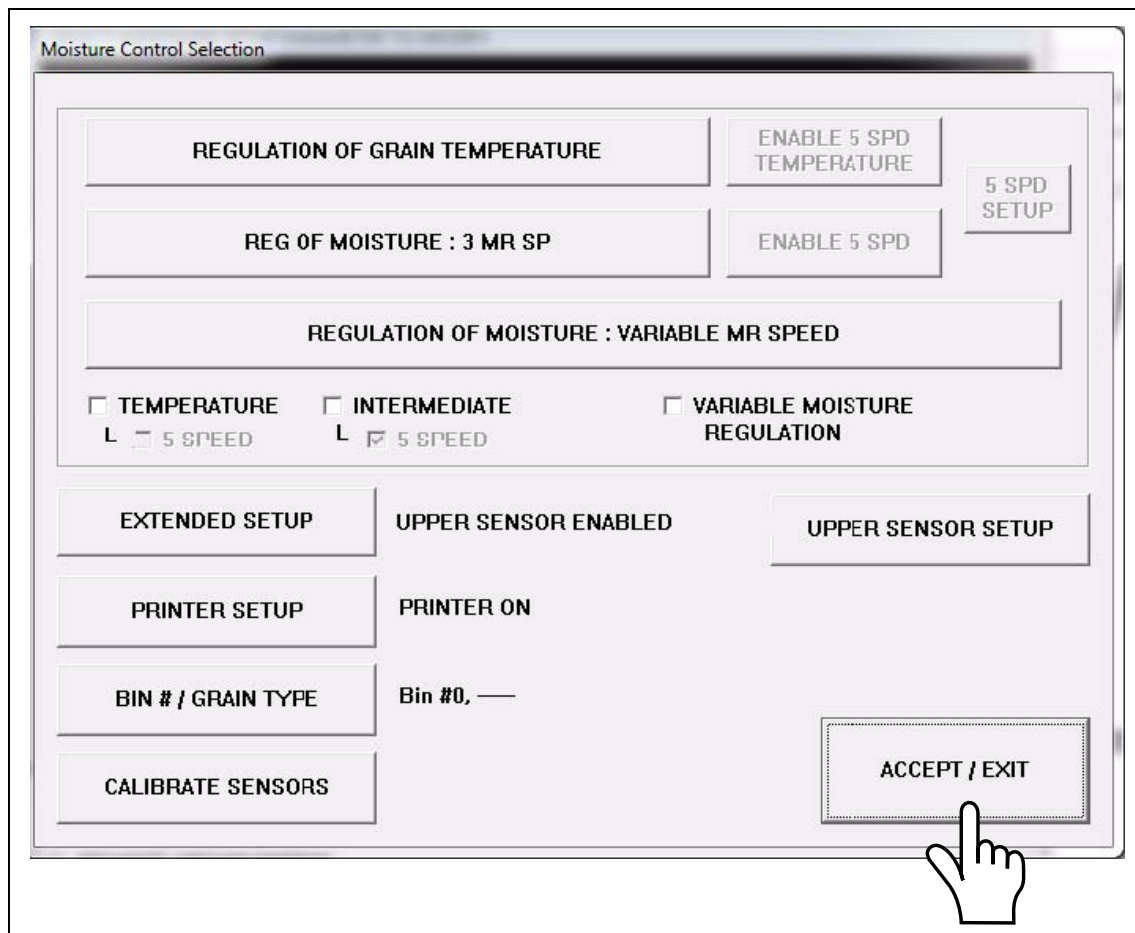 Moisture Control Selection
REGULATION OF GRAIN TEMPERATURE
ENABLE 5 SPD
TEMPERATURE
5 SPD
SETUP
REG OF MOISTURE : 3 MR SP
ENABLE 5 SPD
REGULATION OF MOISTURE : VARIABLE MR SPEED
TEMPERATURE
INTERMEDIATE
VARIABLE MOISTURE
REGULATION
L 5 SPEED
L 5 SPEED
EXTENDED SETUP
UPPER SENSOR ENABLED
UPPER SENSOR SETUP
PRINTER SETUP
PRINTER ON
BIN # / GRAIN TYPE
Bin #0, ----
CALIBRATE SENSORS
ACCEPT / EXIT